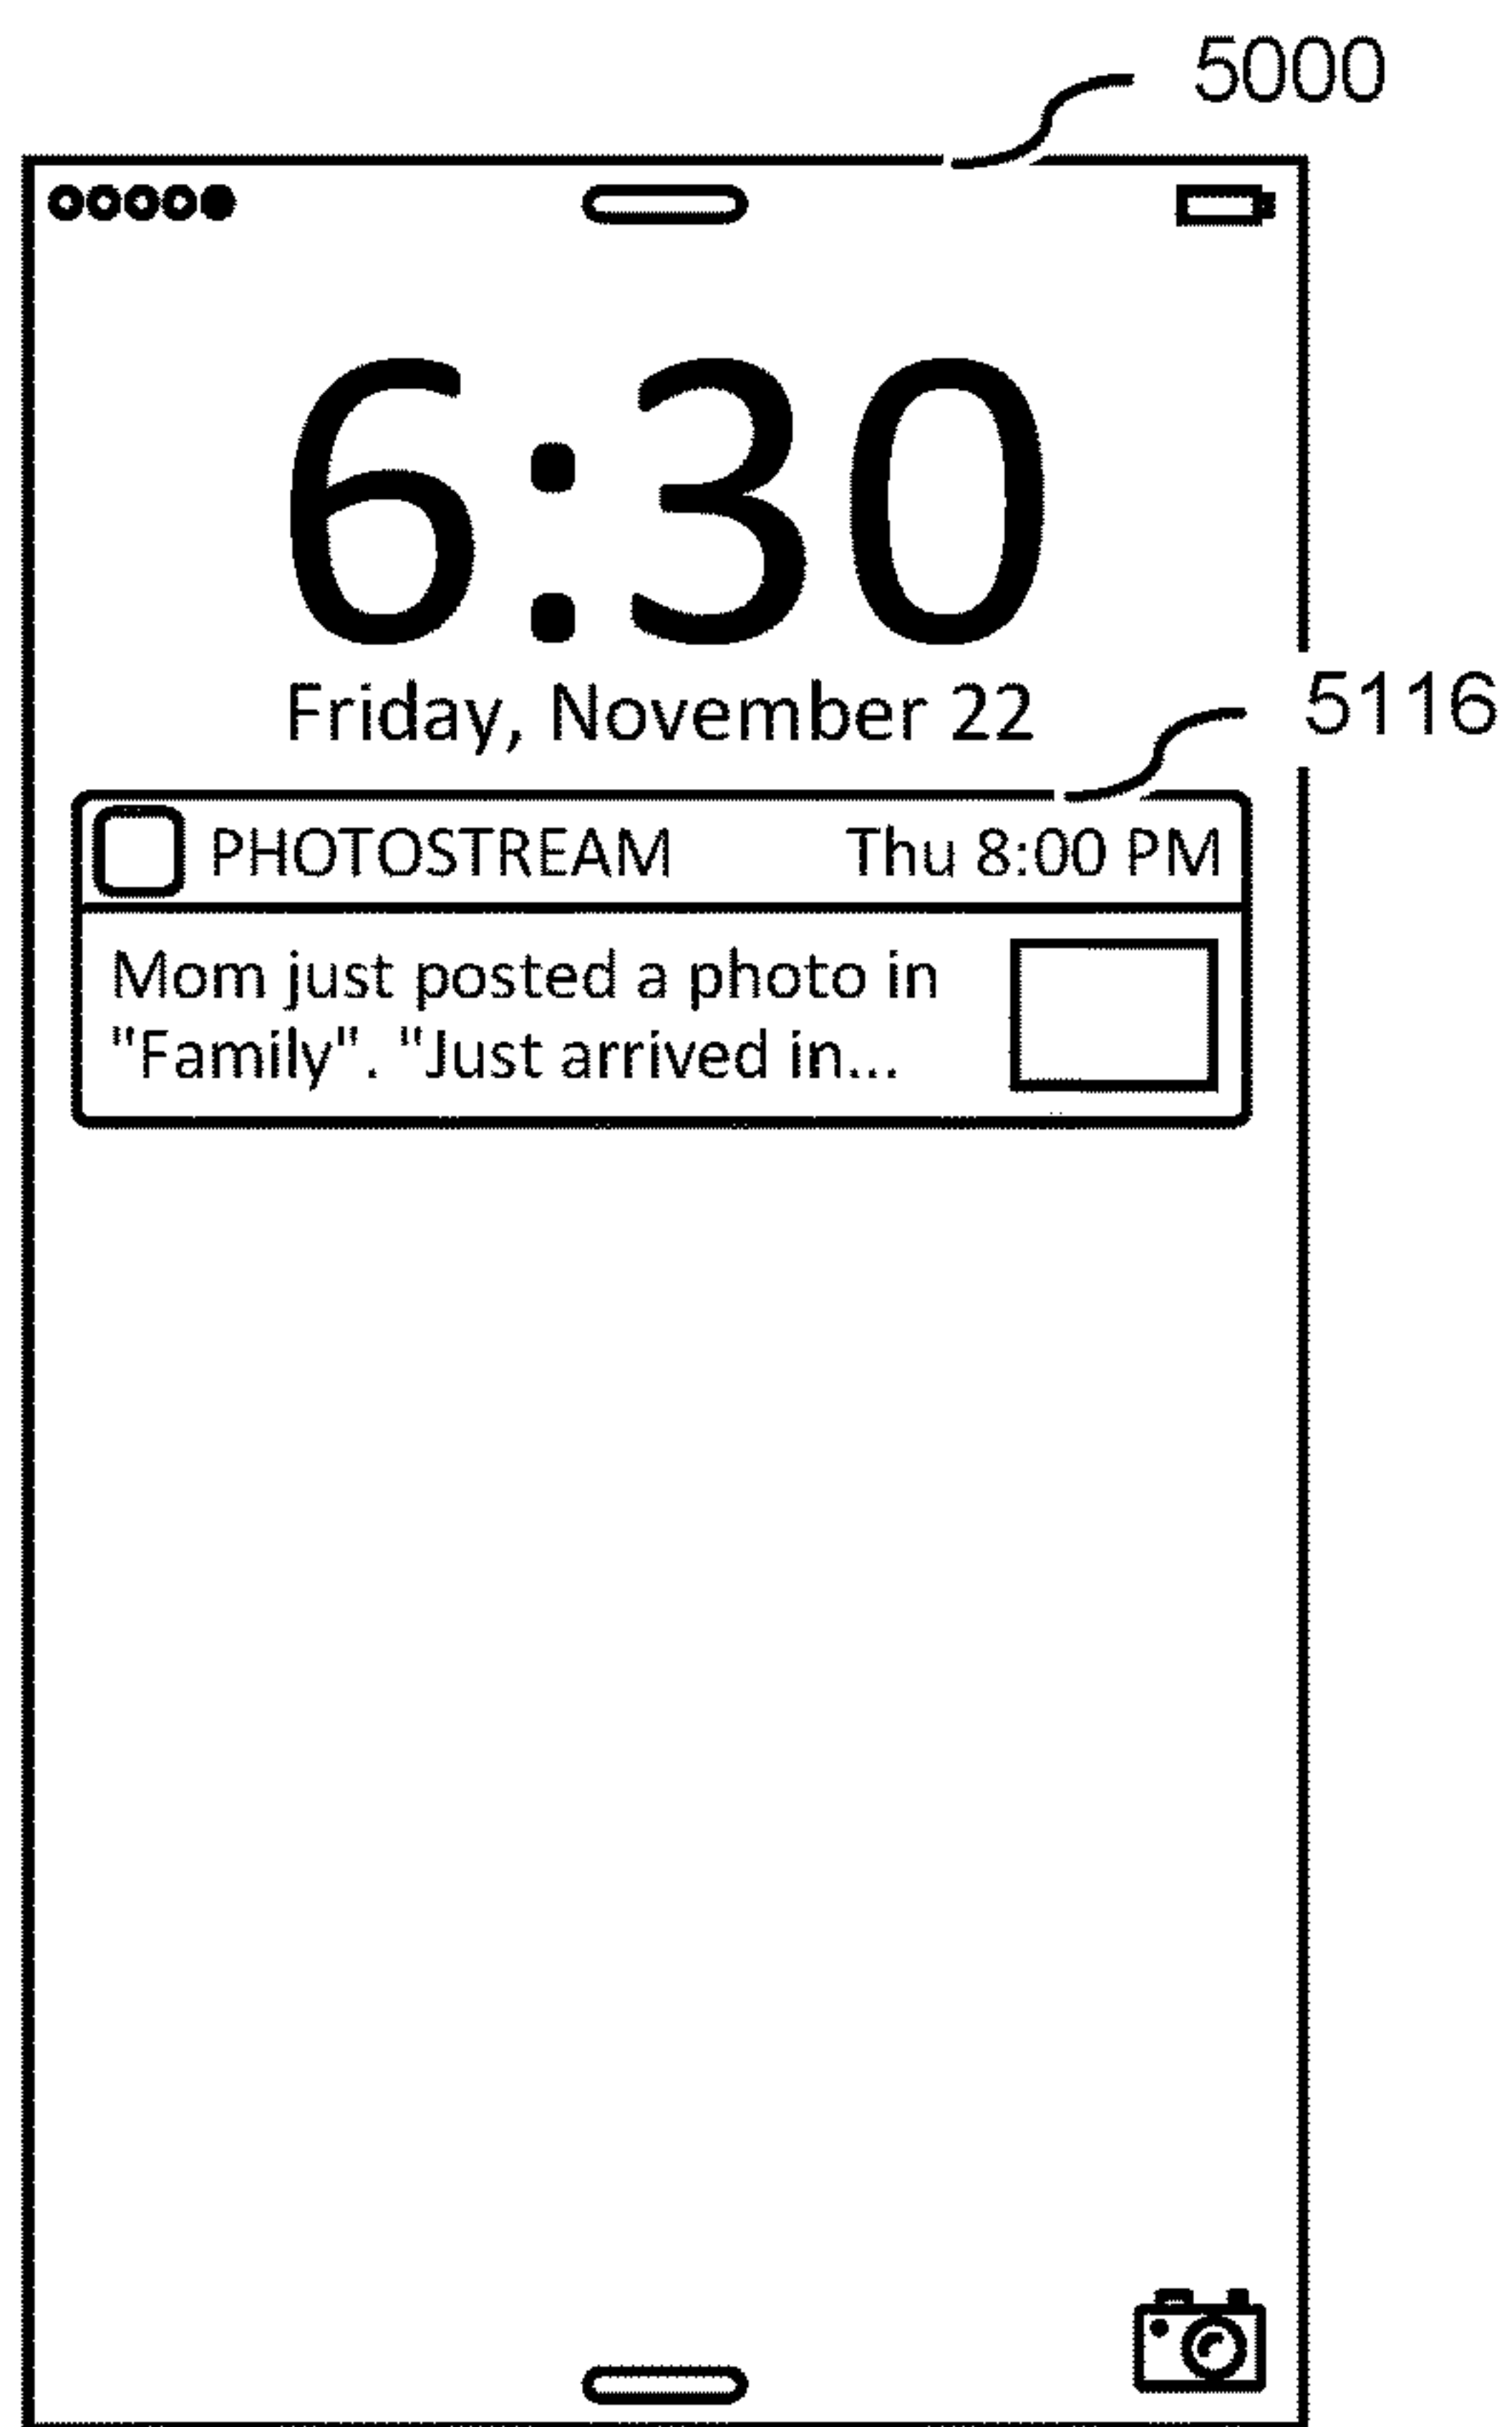 5000
6:30
Friday, November 22
5116
PHOTOSTREAM Thu 8:00 PM
Mom just posted a photo in
"Family". "Just arrived in...